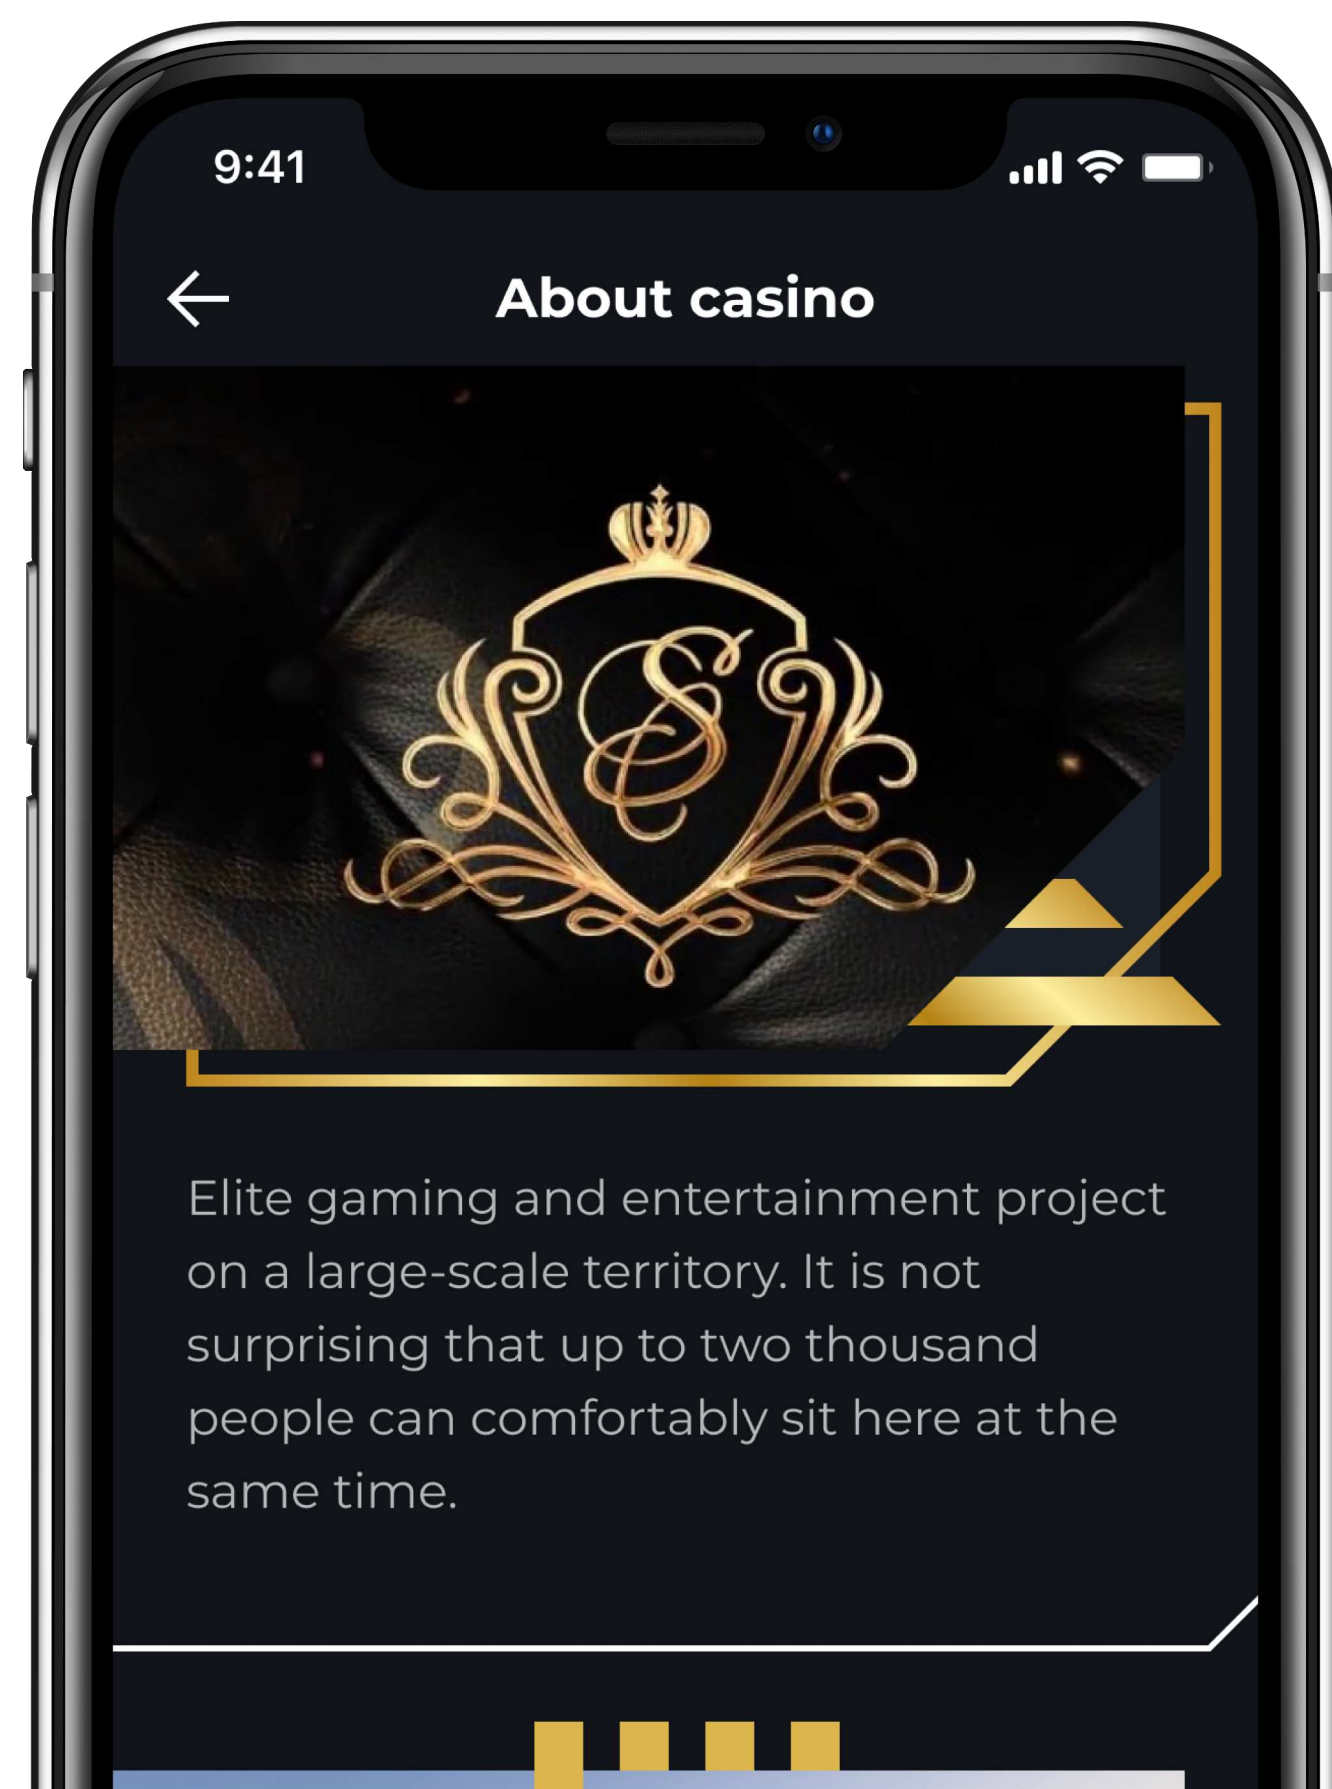 9:41
About casino
S
Elite gaming and entertainment project
on a large-scale territory. It is not
surprising that up to two thousand
people can comfortably sit here at the
same time.